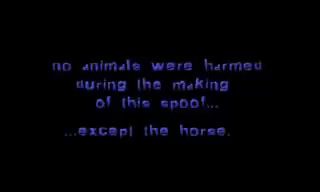 no animals were harmed
during the making
of this spoof...
...except the horse.